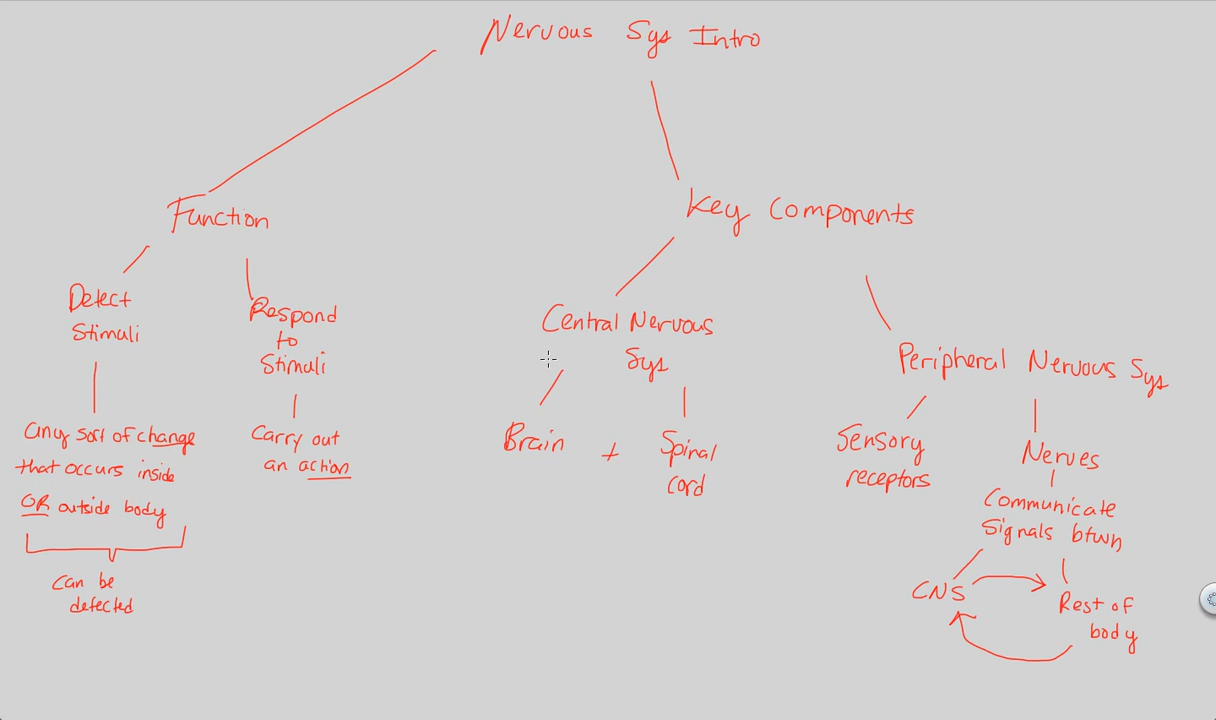 Nervous Sys Intro
Function
Key Components
Detect
Stimuli
Respond
to
Stimuli
Central Nervous
Sys
Peripheral Nervous Sys
any sort of change
that occurs inside
OR outside body
can be
detected
Carry out
an action
Brain + Spinal
cord
Sensory
receptors
Nerves
Communicate
Signals btwn
CNS
Rest of
body